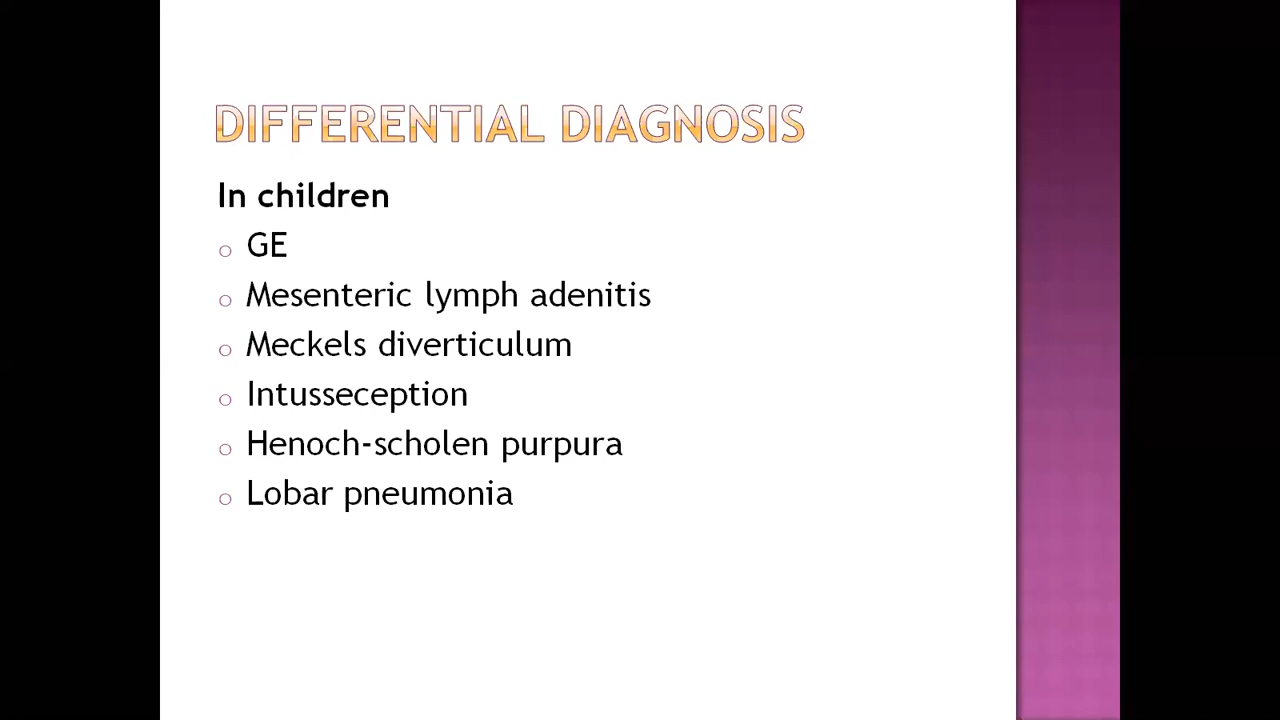 DIFFERENTIAL DIAGNOSIS
In children
GE
Mesenteric lymph adenitis
Meckels diverticulum
Intusseception
Henoch-scholen purpura
Lobar pneumonia